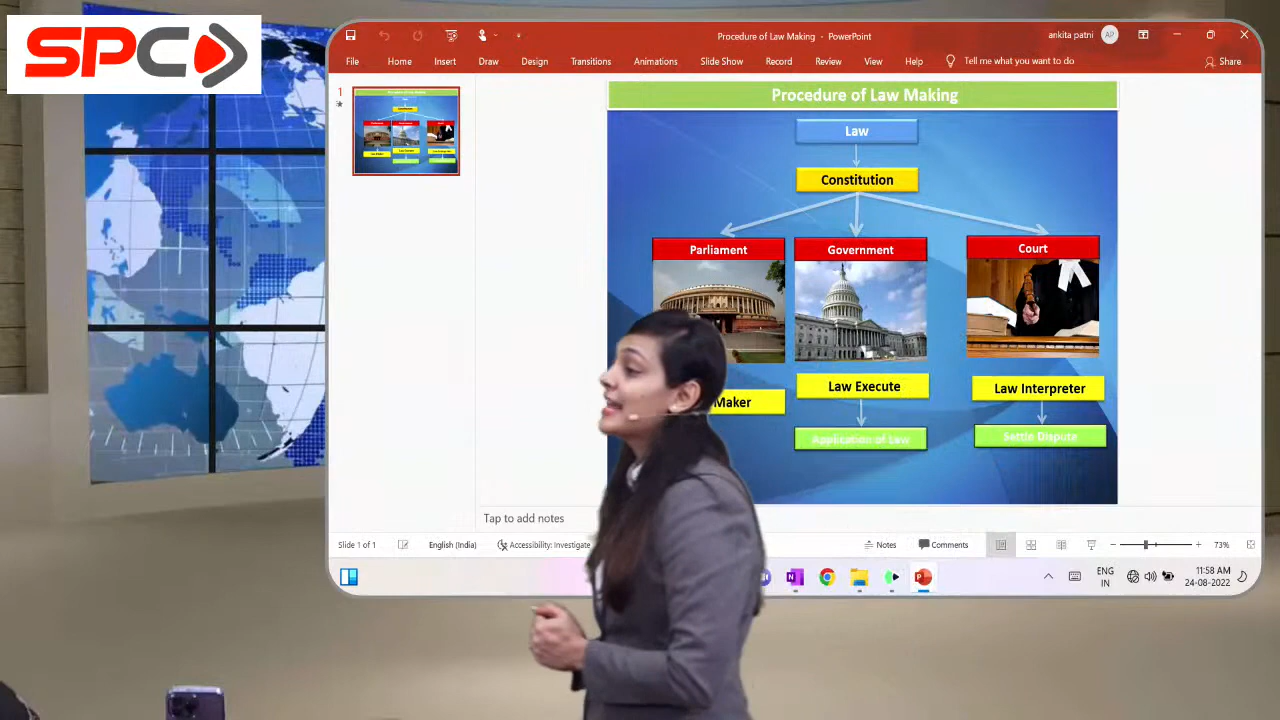 SPC
Procedure of Law Making - PowerPoint
ankita patni
AP
File Home Insert Draw Design Transitions Animations Slide Show Record Review View Help Tell me what you want to do Share
1
Procedure of Law Making
Law
Constitution
Parliament
Government
Court
Maker
Law Execute
Law Interpreter
Application of Law
Settle Dispute
Tap to add notes
Slide 1 of 1 English (India) Accessibility: Investigate Notes Comments 73%
ENG
IN
11:58 AM
24-08-2022